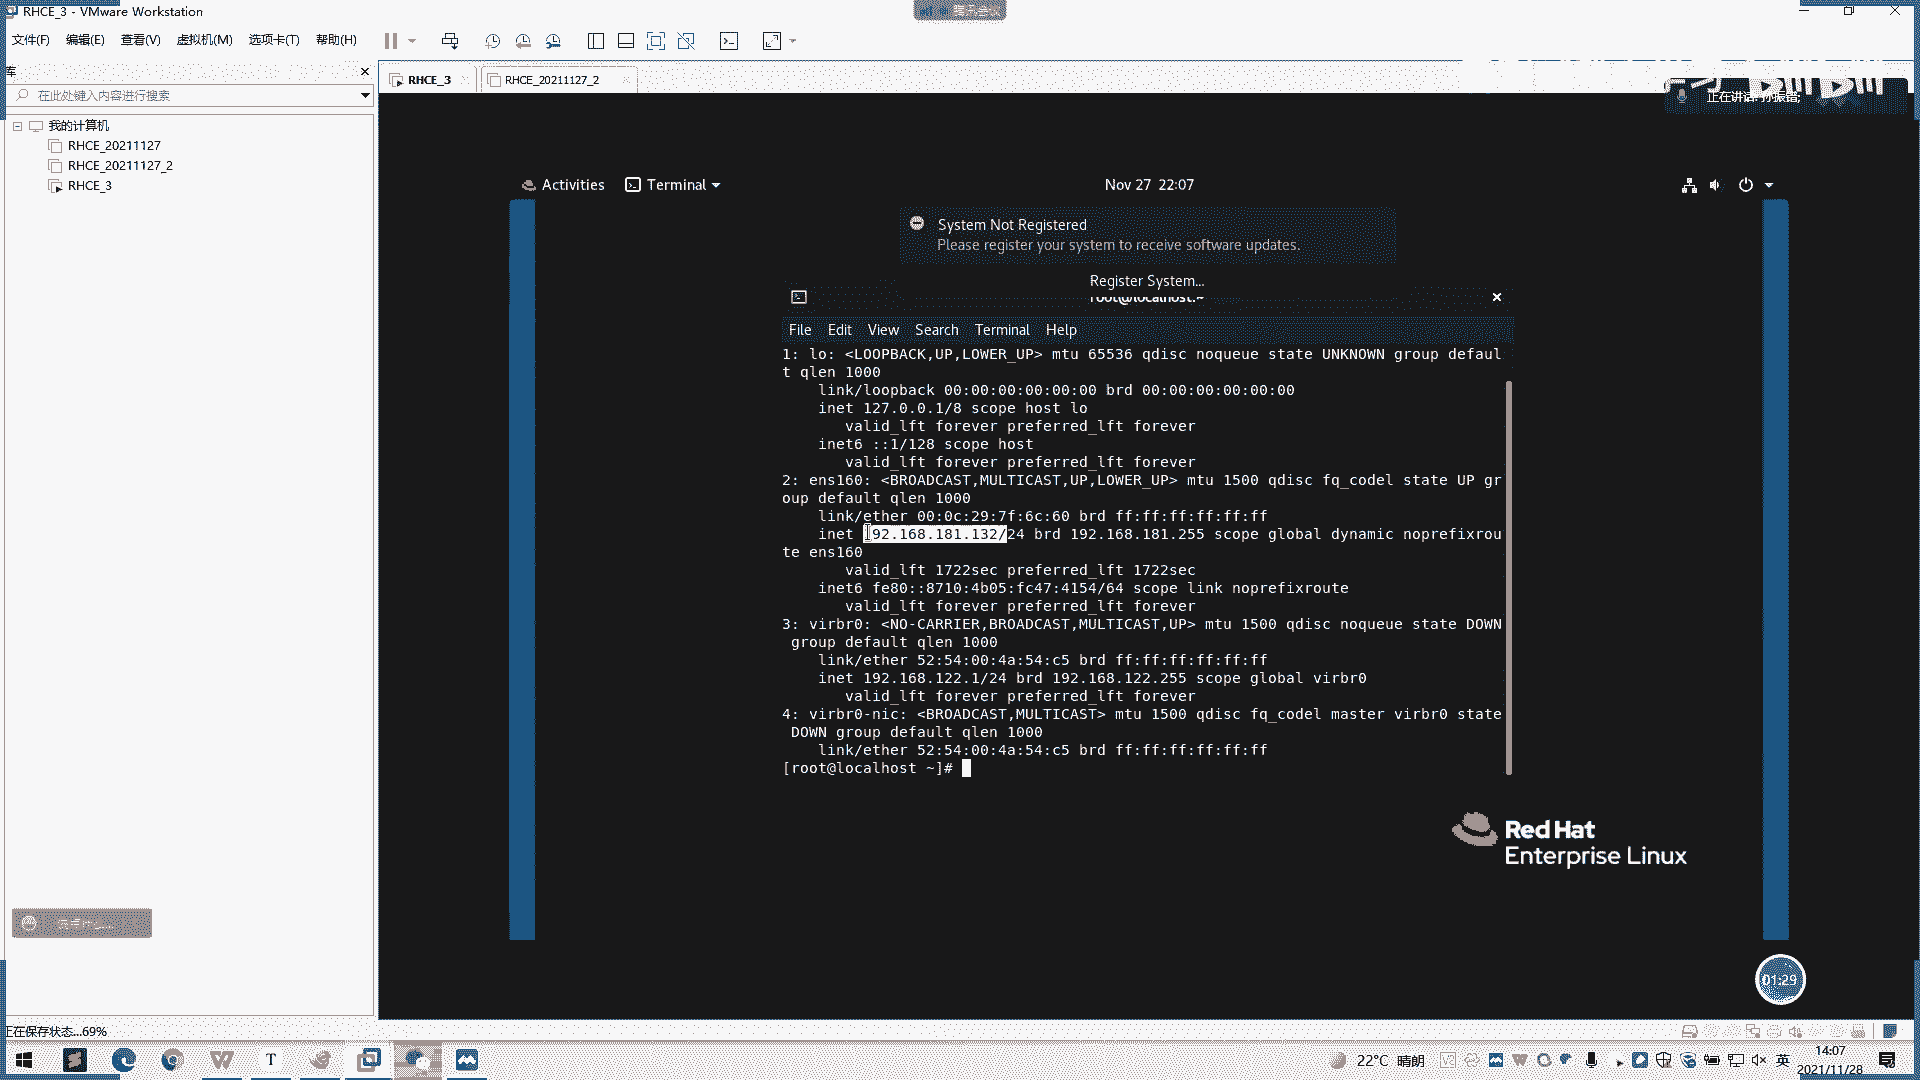 RHCE_3 - VMware Workstation
文件(F) 编辑(E) 查看(V) 虚拟机(M) 选项卡(T) 帮助(H)
库
在此处键入内容进行搜索
我的计算机
RHCE_20211127
RHCE_20211127_2
RHCE_3
RHCE_3 RHCE_20211127_2
正在讲话:
Activities Terminal Nov 27 22:07
System Not Registered
Please register your system to receive software updates.
Register System...
root@localhost:~
File Edit View Search Terminal Help
1: lo: <LOOPBACK,UP,LOWER_UP> mtu 65536 qdisc noqueue state UNKNOWN group defaul
t qlen 1000
link/loopback 00:00:00:00:00:00 brd 00:00:00:00:00:00
inet 127.0.0.1/8 scope host lo
valid_lft forever preferred_lft forever
inet6 ::1/128 scope host
valid_lft forever preferred_lft forever
2: ens160: <BROADCAST,MULTICAST,UP,LOWER_UP> mtu 1500 qdisc fq_codel state UP gr
oup default qlen 1000
link/ether 00:0c:29:7f:6c:60 brd ff:ff:ff:ff:ff:ff
inet 192.168.181.132/24 brd 192.168.181.255 scope global dynamic noprefixrou
te ens160
valid_lft 1722sec preferred_lft 1722sec
inet6 fe80::8710:4b05:fc47:4154/64 scope link noprefixroute
valid_lft forever preferred_lft forever
3: virbr0: <NO-CARRIER,BROADCAST,MULTICAST,UP> mtu 1500 qdisc noqueue state DOWN
group default qlen 1000
link/ether 52:54:00:4a:54:c5 brd ff:ff:ff:ff:ff:ff
inet 192.168.122.1/24 brd 192.168.122.255 scope global virbr0
valid_lft forever preferred_lft forever
4: virbr0-nic: <BROADCAST,MULTICAST> mtu 1500 qdisc fq_codel master virbr0 state
DOWN group default qlen 1000
link/ether 52:54:00:4a:54:c5 brd ff:ff:ff:ff:ff:ff
[root@localhost ~]#
Red Hat
Enterprise Linux
01:29
正在保存状态...69%
22°C 晴朗
英
14:07
2021/11/28